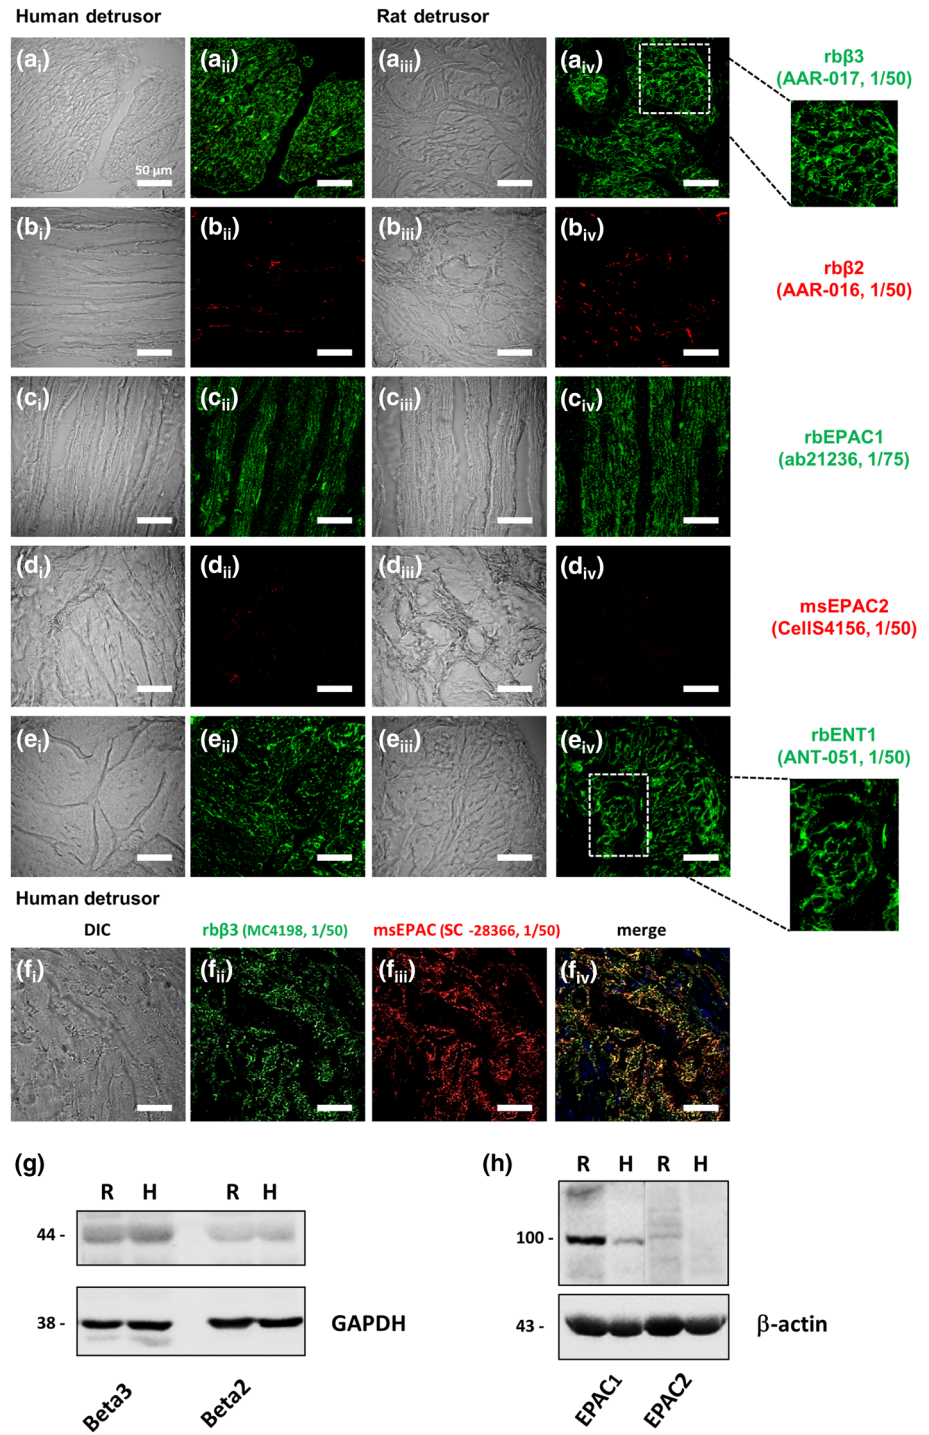 Human detrusor
Rat detrusor
(ai)
(aii)
(aiii)
(aiv)
50 µm
rbβ3
(AAR-017, 1/50)
(bi)
(bii)
(biii)
(biv)
rbβ2
(AAR-016, 1/50)
(ci)
(cii)
(ciii)
(civ)
rbEPAC1
(ab21236, 1/75)
(di)
(dii)
(diii)
(div)
msEPAC2
(CellS4156, 1/50)
(ei)
(eii)
(eiii)
(eiv)
rbENT1
(ANT-051, 1/50)
Human detrusor
DIC
rbβ3 (MC4198, 1/50)
msEPAC (SC -28366, 1/50)
merge
(fi)
(fii)
(fiii)
(fiv)
(g)
R H R H
44 -
38 -
GAPDH
Beta3
Beta2
(h)
R H R H
100 -
43 -
β-actin
EPAC1
EPAC2